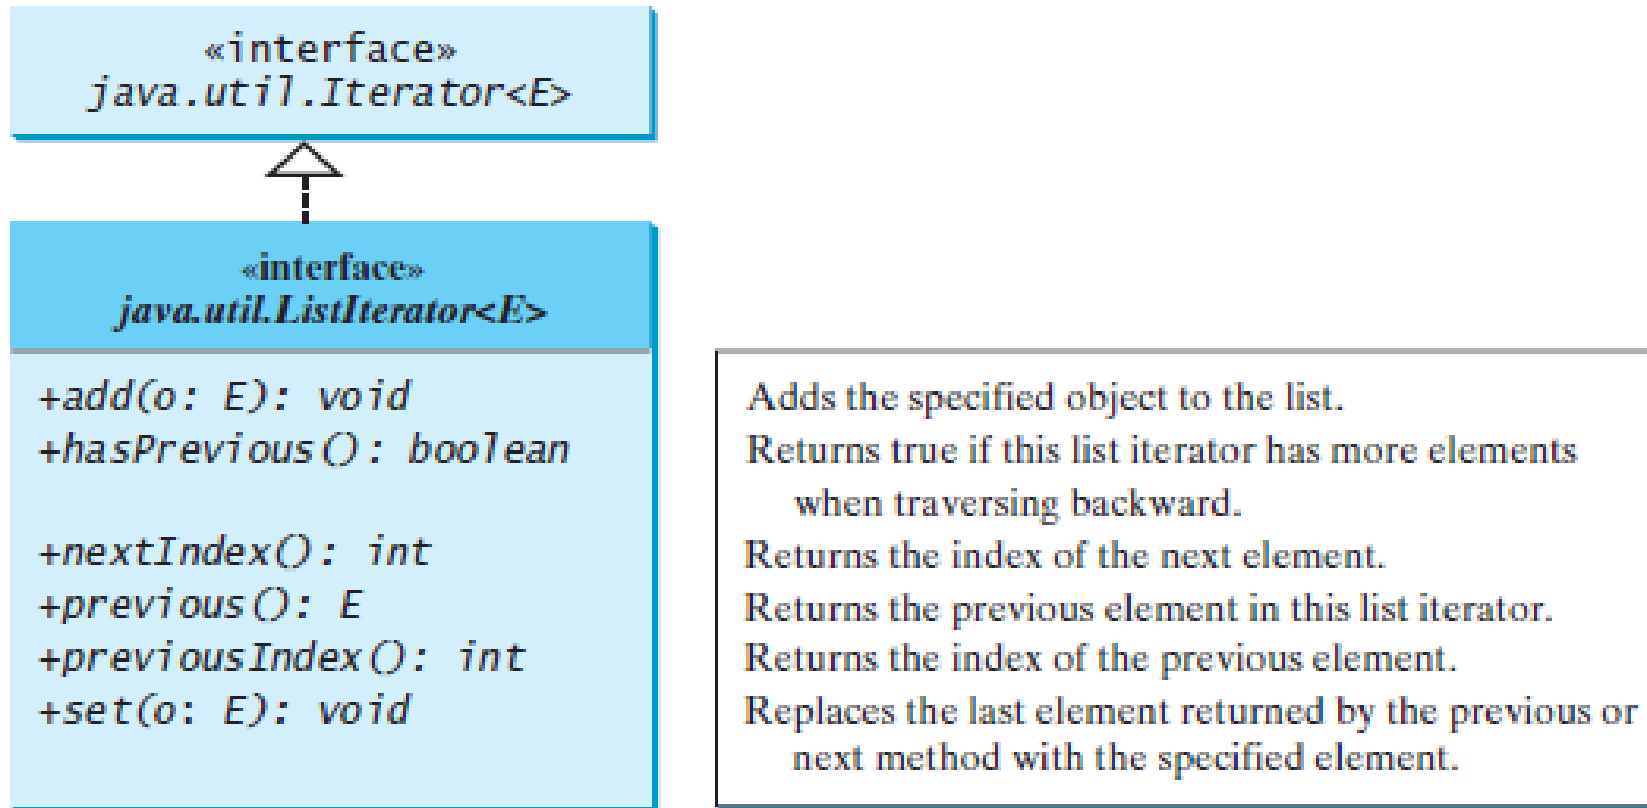 «interface»
java.util.Iterator<E>
«interface»
java.util.ListIterator<E>
+add(o: E): void
+hasPrevious(): boolean
+nextIndex(): int
+previous(): E
+previousIndex(): int
+set(o: E): void
Adds the specified object to the list.
Returns true if this list iterator has more elements
when traversing backward.
Returns the index of the next element.
Returns the previous element in this list iterator.
Returns the index of the previous element.
Replaces the last element returned by the previous or
next method with the specified element.